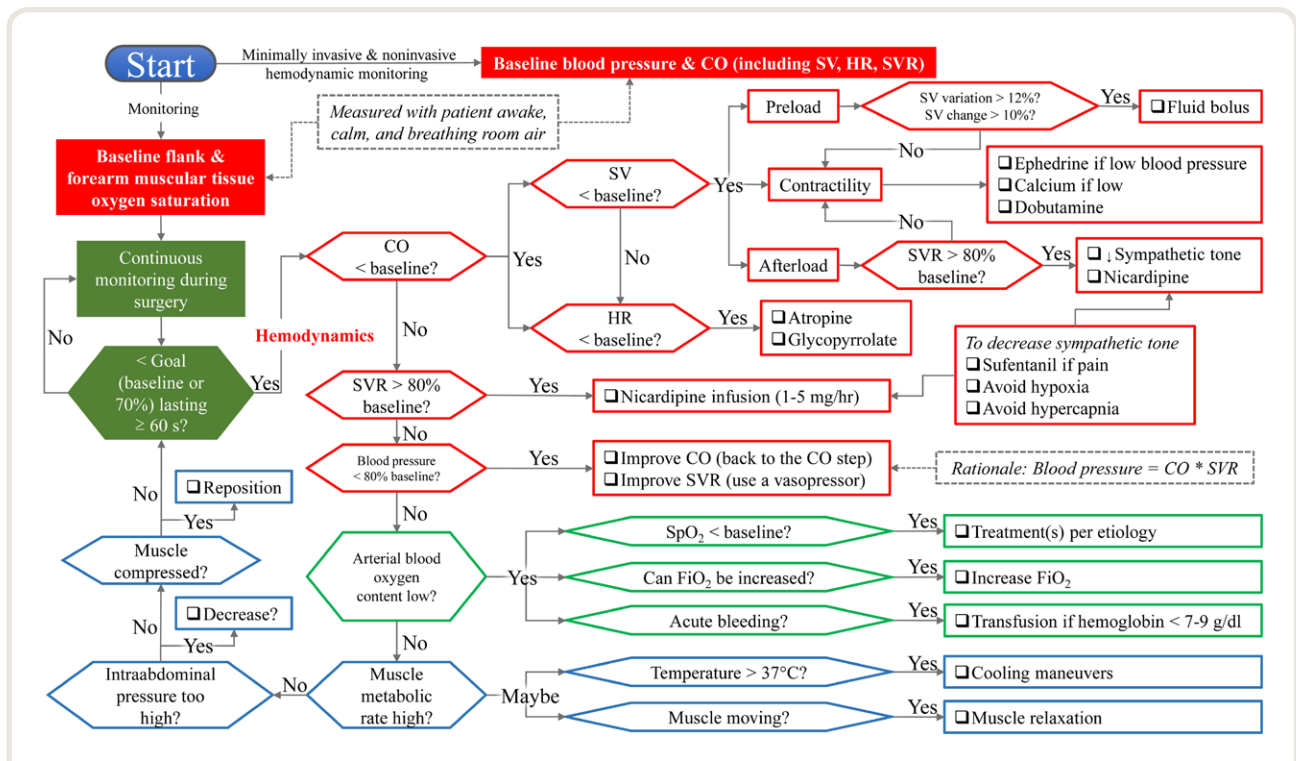 Start
Minimally invasive & noninvasive
hemodynamic monitoring
Baseline blood pressure & CO (including SV, HR, SVR)
Monitoring
Measured with patient awake,
calm, and breathing room air
Baseline flank &
forearm muscular tissue
oxygen saturation
Continuous
monitoring during
surgery
No
< Goal
(baseline or
70%) lasting
≥ 60 s?
Yes
Hemodynamics
CO
< baseline?
Yes
No
SV
< baseline?
Yes
No
HR
< baseline?
Yes
❑ Atropine
❑ Glycopyrrolate
Preload
SV variation > 12%?
SV change > 10%?
Yes
❑ Fluid bolus
No
Contractility
❑ Ephedrine if low blood pressure
❑ Calcium if low
❑ Dobutamine
No
Afterload
SVR > 80%
baseline?
Yes
❑ ↓ Sympathetic tone
❑ Nicardipine
To decrease sympathetic tone
❑ Sufentanil if pain
❑ Avoid hypoxia
❑ Avoid hypercapnia
SVR > 80%
baseline?
Yes
❑ Nicardipine infusion (1-5 mg/hr)
No
Blood pressure
< 80% baseline?
Yes
❑ Improve CO (back to the CO step)
❑ Improve SVR (use a vasopressor)
Rationale: Blood pressure = CO * SVR
No
Arterial blood
oxygen
content low?
Yes
SpO₂ < baseline?
Yes
❑ Treatment(s) per etiology
Can FiO₂ be increased?
Yes
❑ Increase FiO₂
Acute bleeding?
Yes
❑ Transfusion if hemoglobin < 7-9 g/dl
No
Muscle
metabolic
rate high?
Maybe
Temperature > 37°C?
Yes
❑ Cooling maneuvers
Muscle moving?
Yes
❑ Muscle relaxation
No
Intraabdominal
pressure too
high?
Yes
❑ Decrease?
No
Muscle
compressed?
Yes
❑ Reposition
No